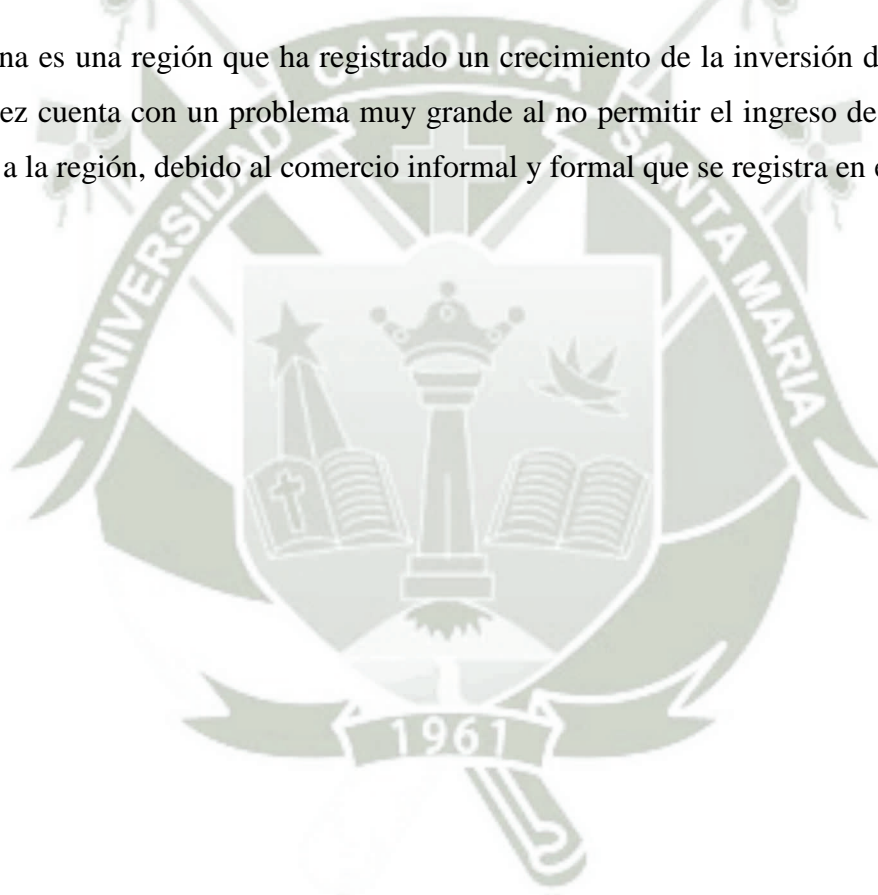 na es una región que ha registrado un crecimiento de la inversión d
ez cuenta con un problema muy grande al no permitir el ingreso de
a la región, debido al comercio informal y formal que se registra en
UNIVERSIDAD CATOLICA SANTA MARIA
1961